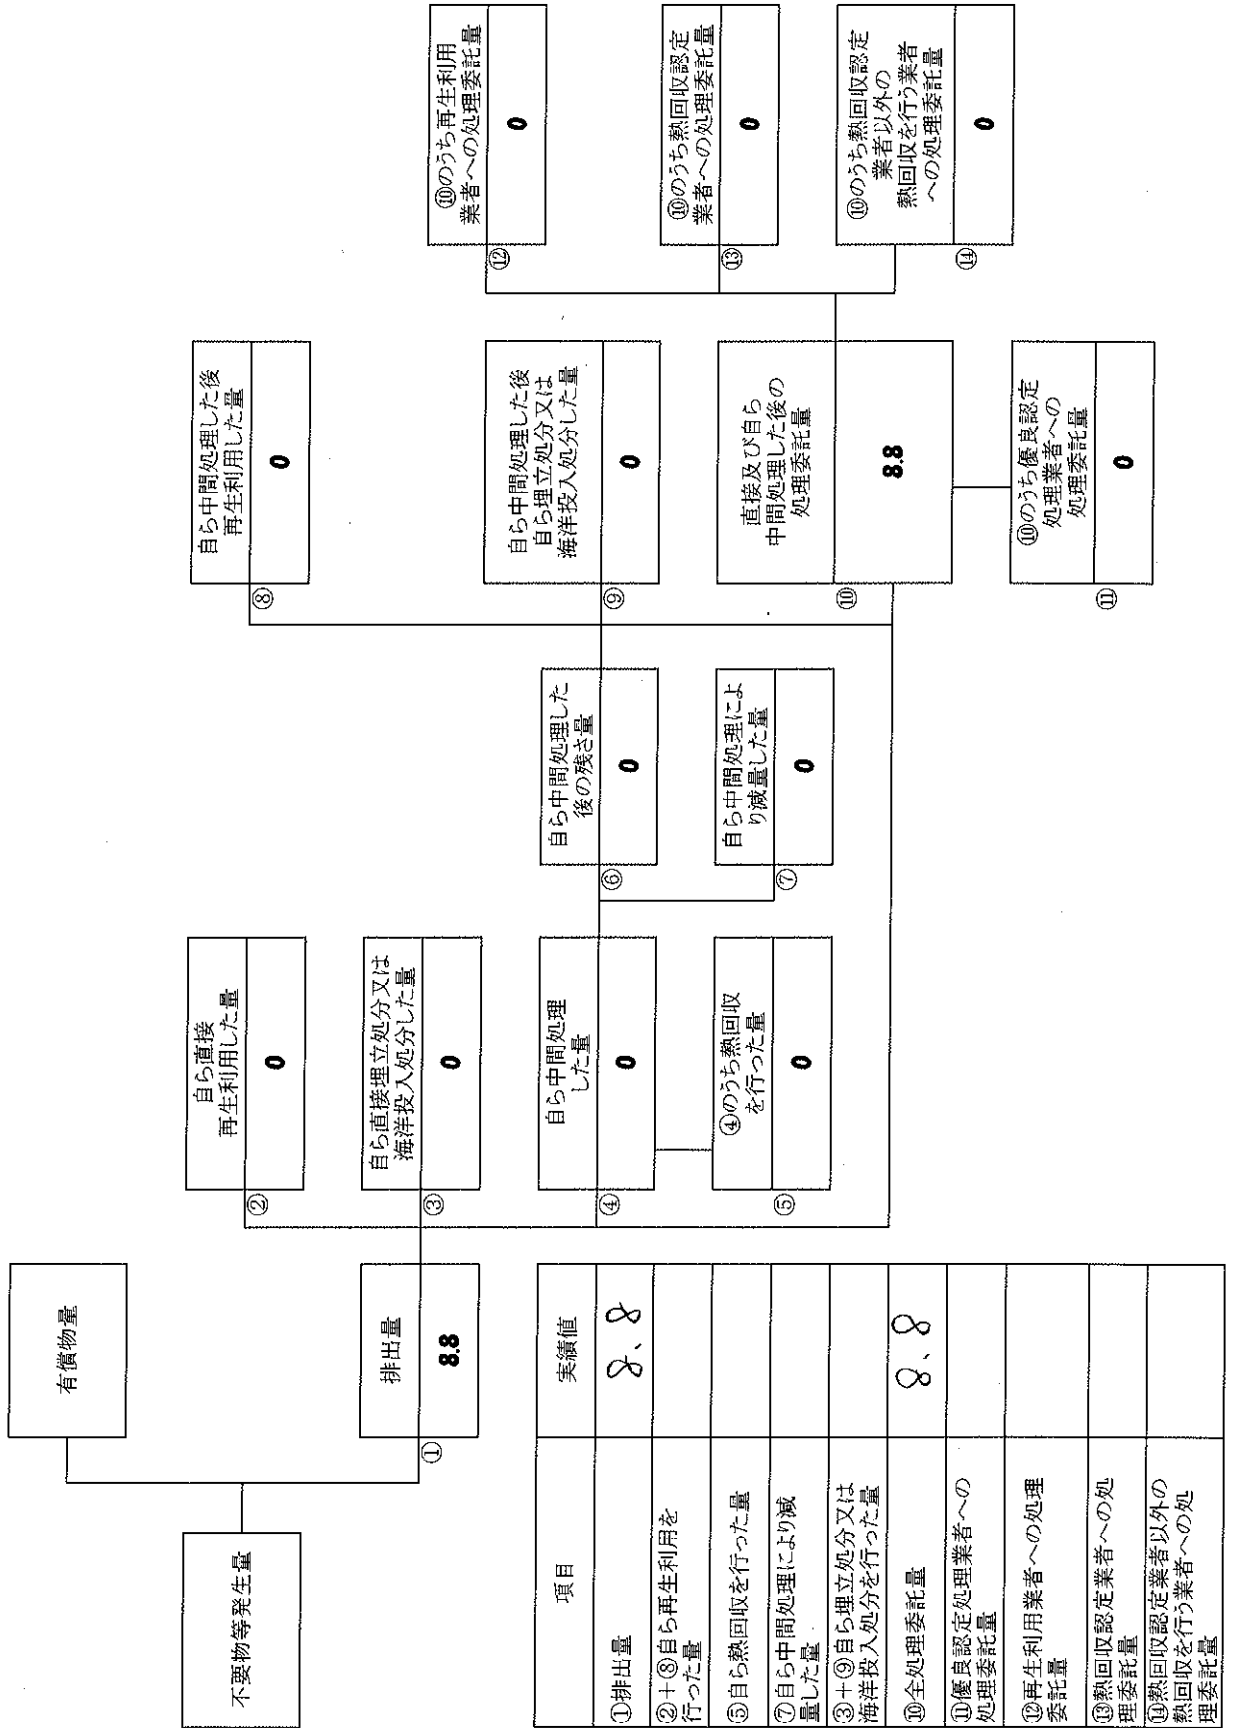 不要物等発生量
有償物量
①
排出量
8.8
②
自ら直接
再生利用した量
0
③
自ら直接埋立処分又は
海洋投入処分した量
0
④
自ら中間処理
した量
0
⑤
④のうち熱回収
を行った量
0
⑥
自ら中間処理した
後の残さ量
0
⑦
自ら中間処理によ
り減量した量
0
⑧
自ら中間処理した後
再生利用した量
0
⑨
自ら中間処理した後
自ら埋立処分又は
海洋投入処分した量
0
⑩
直接及び自ら
中間処理した後の
処理委託量
8.8
⑪
⑩のうち優良認定
処理業者への
処理委託量
0
⑫
⑩のうち再生利用
業者への処理委託量
0
⑬
⑩のうち熱回収認定
業者への処理委託量
0
⑭
⑩のうち熱回収認定
業者以外の
熱回収を行う業者
への処理委託量
0
項目 実績値
①排出量 8、8
②+⑧自ら再生利用を
行った量
⑤自ら熱回収を行った量
⑦自ら中間処理により減
量した量
③+⑨自ら埋立処分又は
海洋投入処分を行った量
⑩全処理委託量 8、8
⑪優良認定処理業者への
処理委託量
⑫再生利用業者への処理
委託量
⑬熱回収認定業者への処
理委託量
⑭熱回収認定業者以外の
熱回収を行う業者への処
理委託量